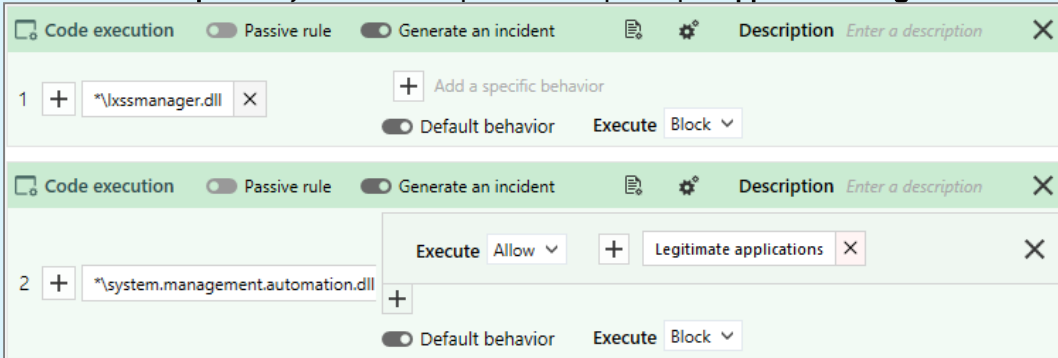 Code execution Passive rule Generate an incident Description Enter a description
1 *\lxssmanager.dll Add a specific behavior
Default behavior Execute Block
Code execution Passive rule Generate an incident Description Enter a description
Execute Allow Legitimate applications
2 *\system.management.automation.dll
Default behavior Execute Block